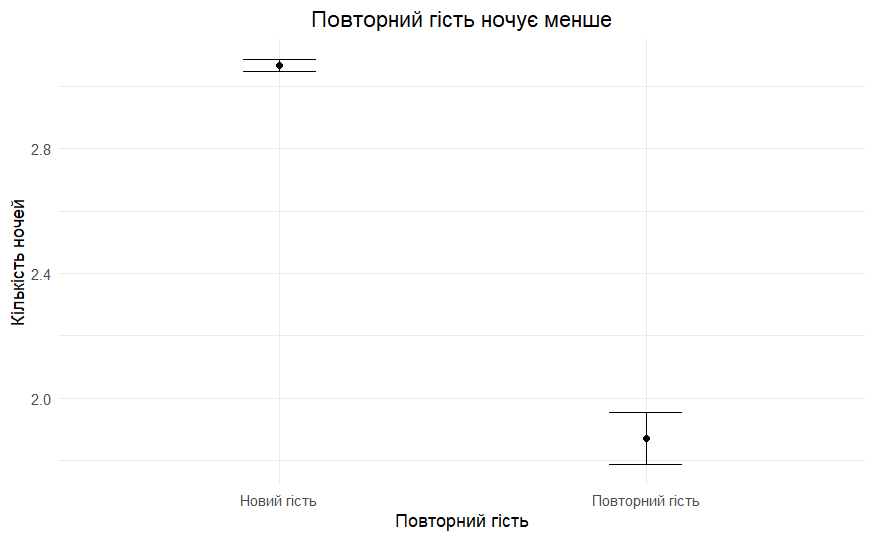 Повторний гість ночує менше
Кількість ночей
2.8
2.4
2.0
Новий гість
Повторний гість
Повторний гість